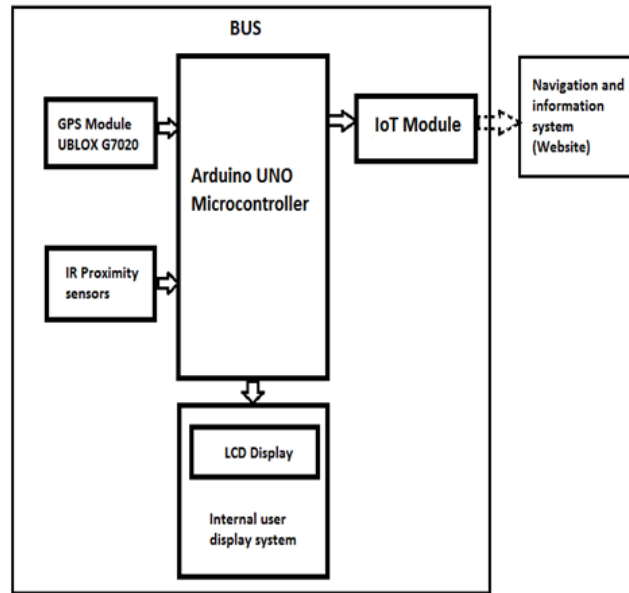 BUS
GPS Module
UBLOX G7020
Arduino UNO
Microcontroller
IoT Module
Navigation and
information
system
(Website)
IR Proximity
sensors
LCD Display
Internal user
display system